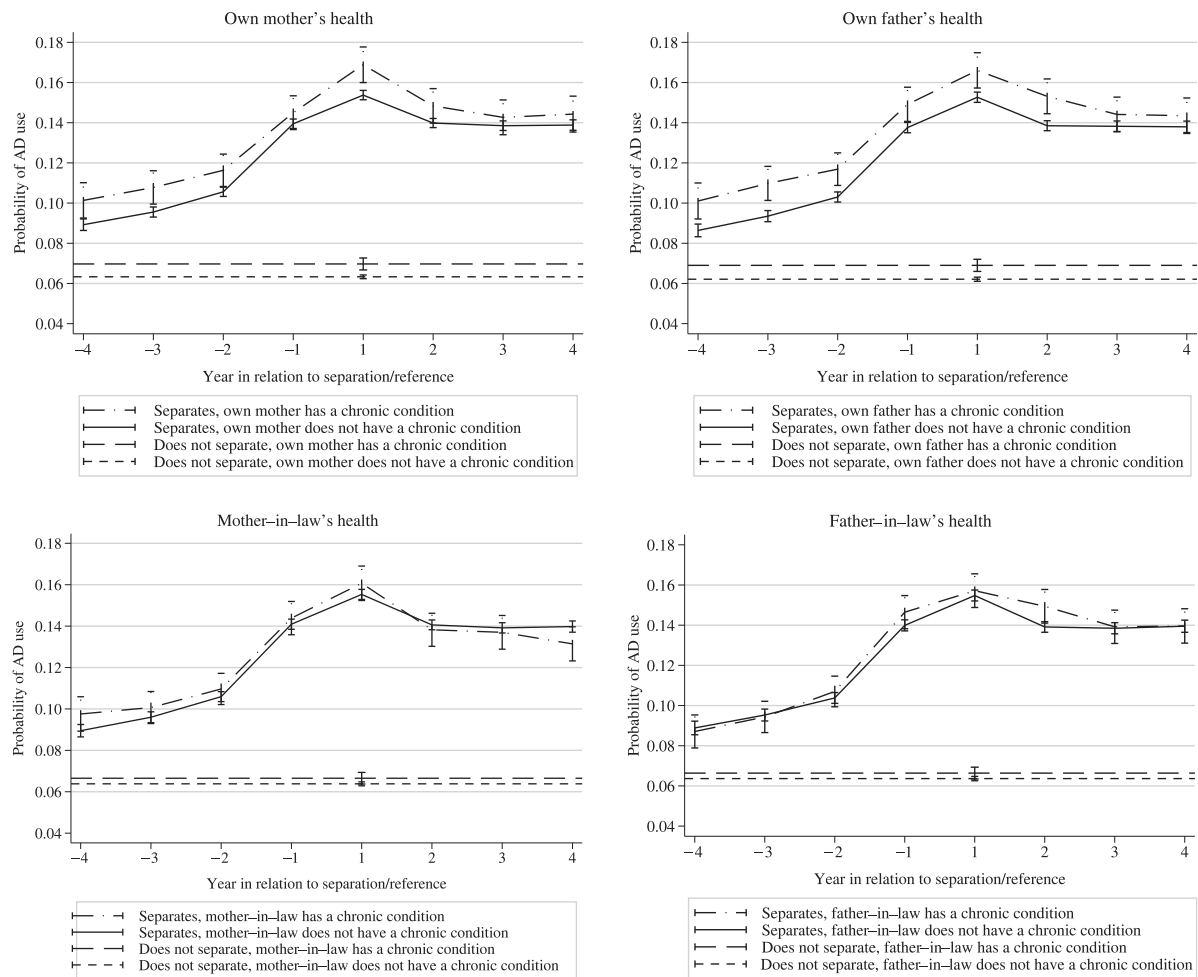 Own mother's health
Probability of AD use
0.18
0.16
0.14
0.12
0.10
0.08
0.06
0.04
−4 −3 −2 −1 1 2 3 4
Year in relation to separation/reference
Separates, own mother has a chronic condition
Separates, own mother does not have a chronic condition
Does not separate, own mother has a chronic condition
Does not separate, own mother does not have a chronic condition
Own father's health
Probability of AD use
0.18
0.16
0.14
0.12
0.10
0.08
0.06
0.04
−4 −3 −2 −1 1 2 3 4
Year in relation to separation/reference
Separates, own father has a chronic condition
Separates, own father does not have a chronic condition
Does not separate, own father has a chronic condition
Does not separate, own father does not have a chronic condition
Mother–in–law's health
Probability of AD use
0.18
0.16
0.14
0.12
0.10
0.08
0.06
0.04
−4 −3 −2 −1 1 2 3 4
Year in relation to separation/reference
Separates, mother–in–law has a chronic condition
Separates, mother–in–law does not have a chronic condition
Does not separate, mother–in–law has a chronic condition
Does not separate, mother–in–law does not have a chronic condition
Father–in–law's health
Probability of AD use
0.18
0.16
0.14
0.12
0.10
0.08
0.06
0.04
−4 −3 −2 −1 1 2 3 4
Year in relation to separation/reference
Separates, father–in–law has a chronic condition
Separates, father–in–law does not have a chronic condition
Does not separate, father–in–law has a chronic condition
Does not separate, father–in–law does not have a chronic condition